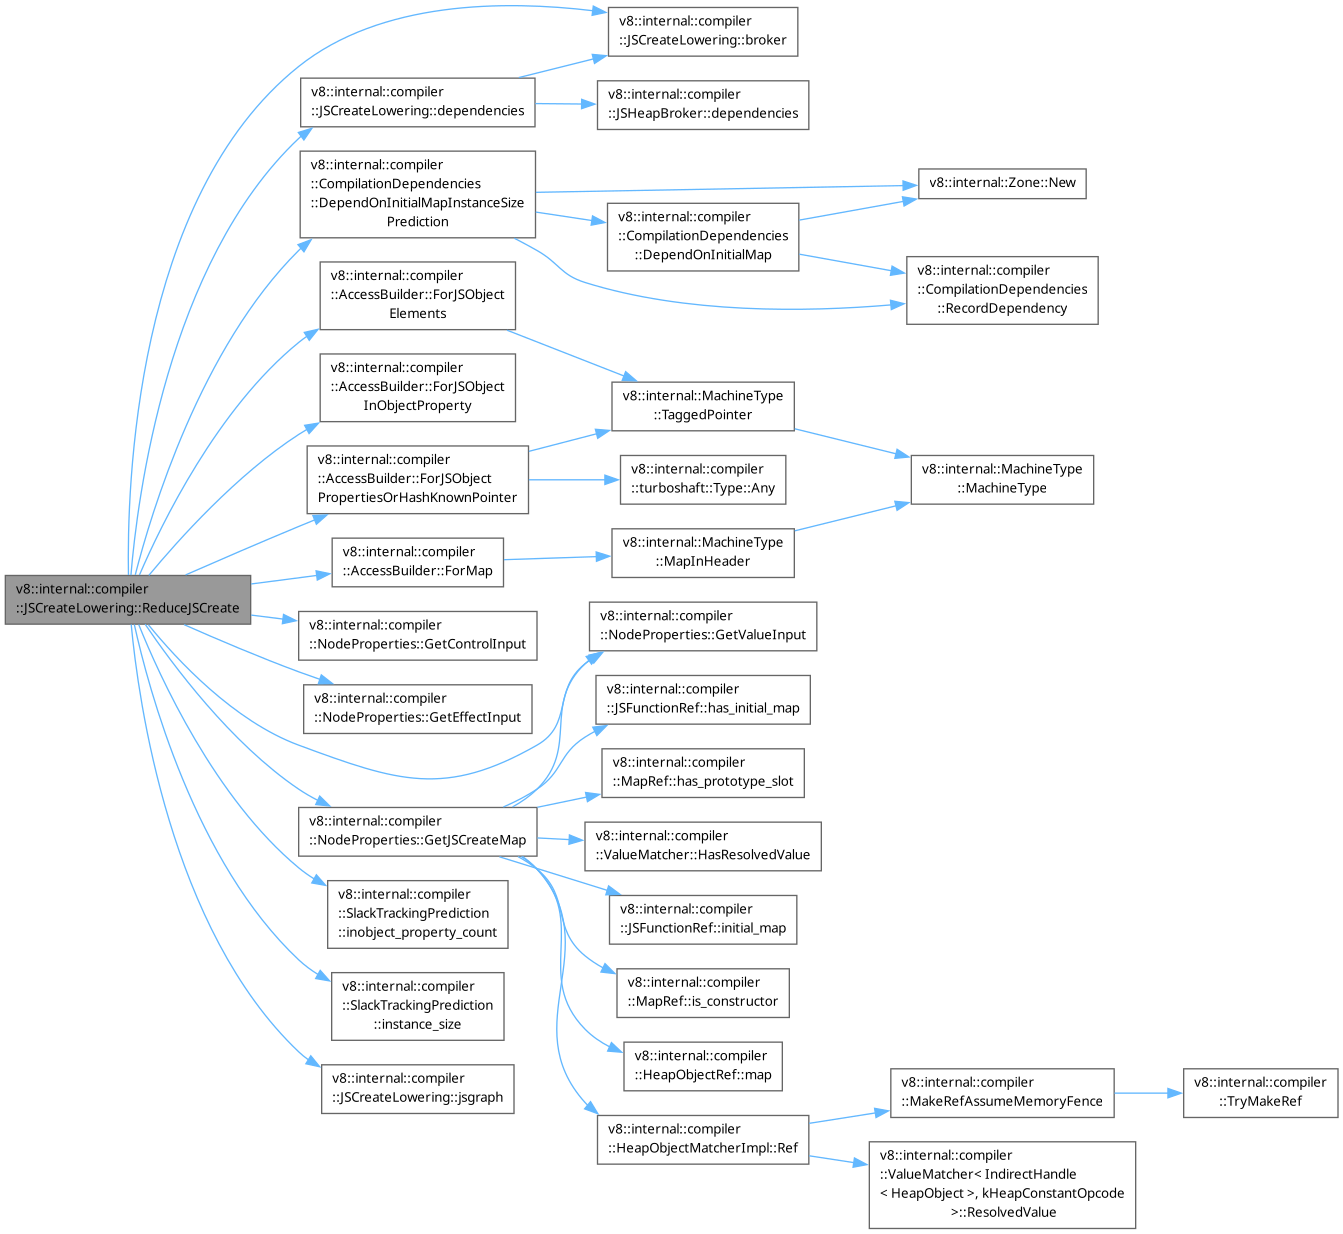 v8::internal::compiler
::JSCreateLowering::ReduceJSCreate
v8::internal::compiler
::JSCreateLowering::broker
v8::internal::compiler
::JSCreateLowering::dependencies
v8::internal::compiler
::JSHeapBroker::dependencies
v8::internal::compiler
::CompilationDependencies
::DependOnInitialMapInstanceSize
Prediction
v8::internal::Zone::New
v8::internal::compiler
::CompilationDependencies
::DependOnInitialMap
v8::internal::compiler
::CompilationDependencies
::RecordDependency
v8::internal::compiler
::AccessBuilder::ForJSObject
Elements
v8::internal::compiler
::AccessBuilder::ForJSObject
InObjectProperty
v8::internal::MachineType
::TaggedPointer
v8::internal::compiler
::AccessBuilder::ForJSObject
PropertiesOrHashKnownPointer
v8::internal::compiler
::turboshaft::Type::Any
v8::internal::MachineType
::MachineType
v8::internal::compiler
::AccessBuilder::ForMap
v8::internal::MachineType
::MapInHeader
v8::internal::compiler
::NodeProperties::GetControlInput
v8::internal::compiler
::NodeProperties::GetValueInput
v8::internal::compiler
::NodeProperties::GetEffectInput
v8::internal::compiler
::JSFunctionRef::has_initial_map
v8::internal::compiler
::MapRef::has_prototype_slot
v8::internal::compiler
::NodeProperties::GetJSCreateMap
v8::internal::compiler
::ValueMatcher::HasResolvedValue
v8::internal::compiler
::SlackTrackingPrediction
::inobject_property_count
v8::internal::compiler
::JSFunctionRef::initial_map
v8::internal::compiler
::SlackTrackingPrediction
::instance_size
v8::internal::compiler
::MapRef::is_constructor
v8::internal::compiler
::HeapObjectRef::map
v8::internal::compiler
::JSCreateLowering::jsgraph
v8::internal::compiler
::HeapObjectMatcherImpl::Ref
v8::internal::compiler
::MakeRefAssumeMemoryFence
v8::internal::compiler
::TryMakeRef
v8::internal::compiler
::ValueMatcher< IndirectHandle
< HeapObject >, kHeapConstantOpcode
>::ResolvedValue